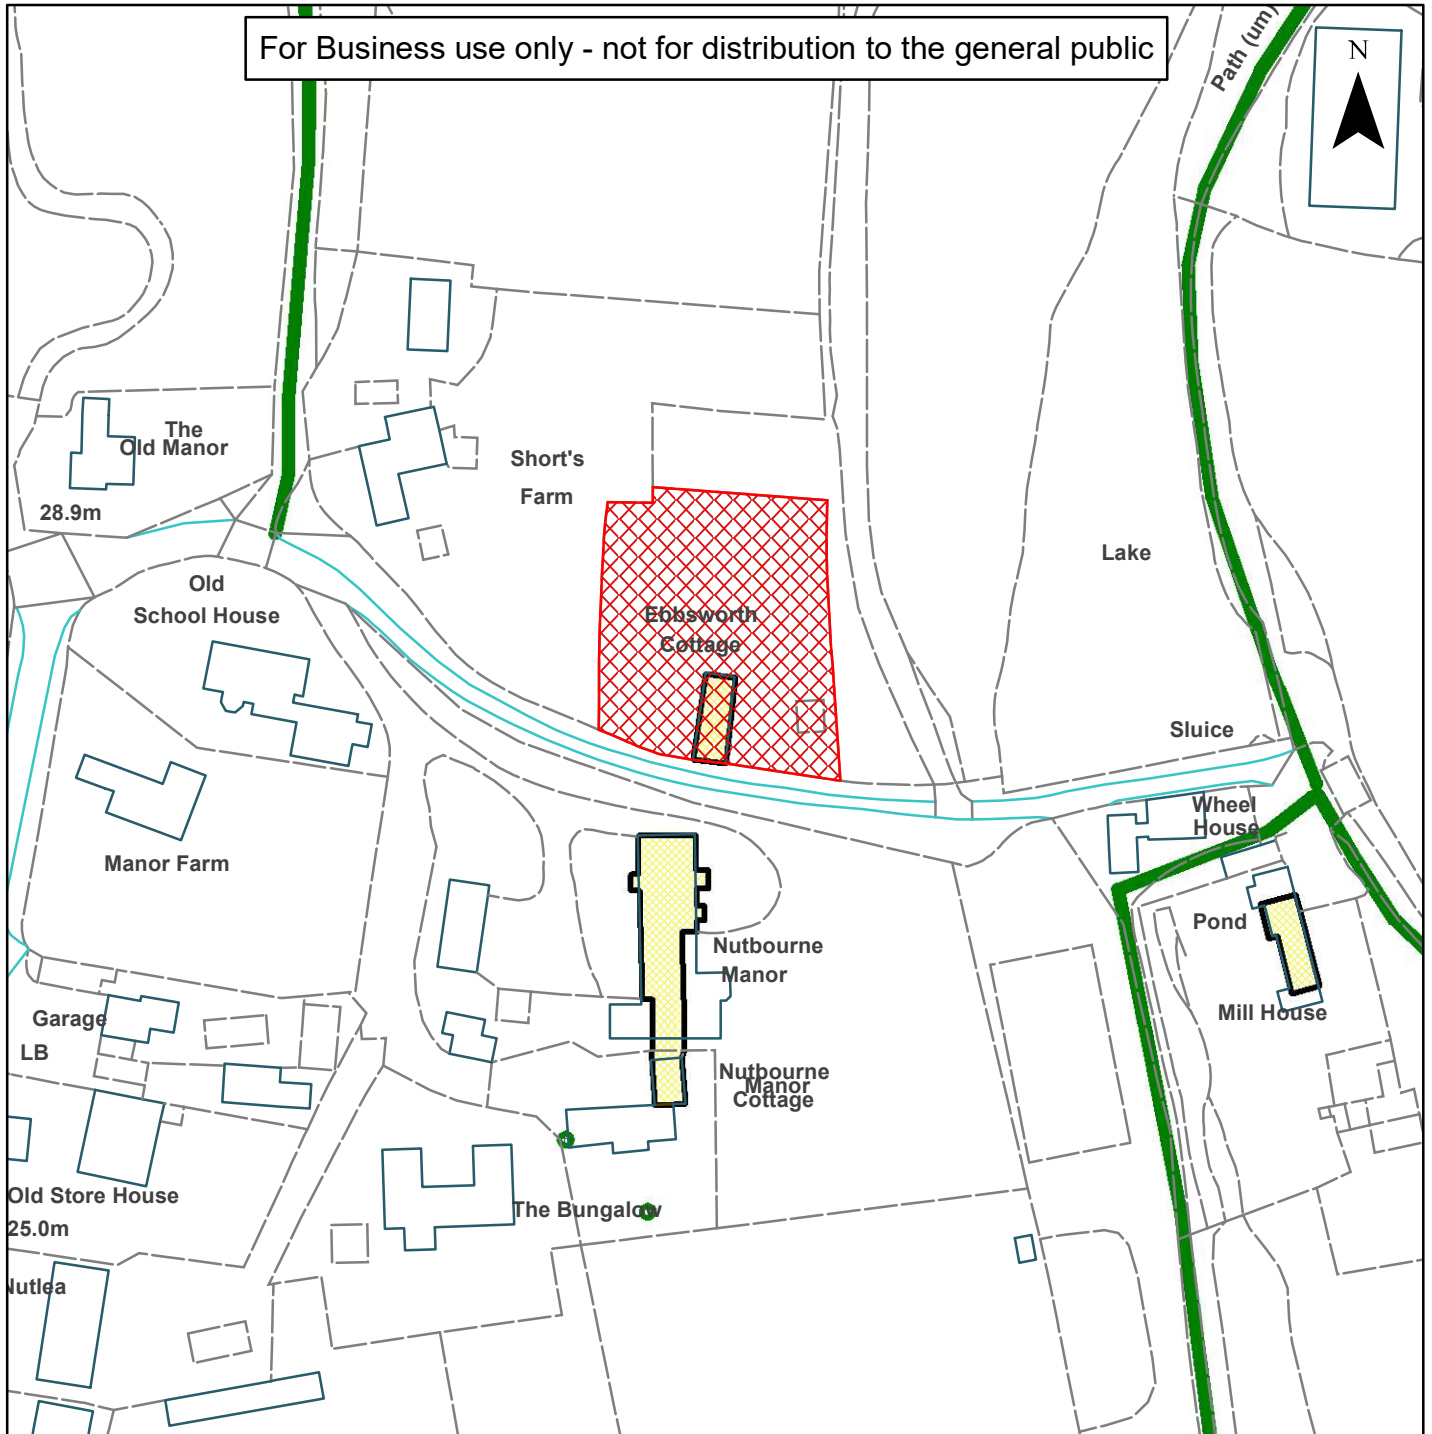 For Business use only - not for distribution to the general public
Path (um)
N
The
Old Manor
Short's
Farm
28.9m
Lake
Old
School House
Ebbsworth
Cottage
Sluice
Wheel
House
Manor Farm
Pond
Nutbourne
Manor
Mill House
Garage
LB
Nutbourne
Manor
Cottage
Old Store House
The Bungalow
25.0m
Nutlea